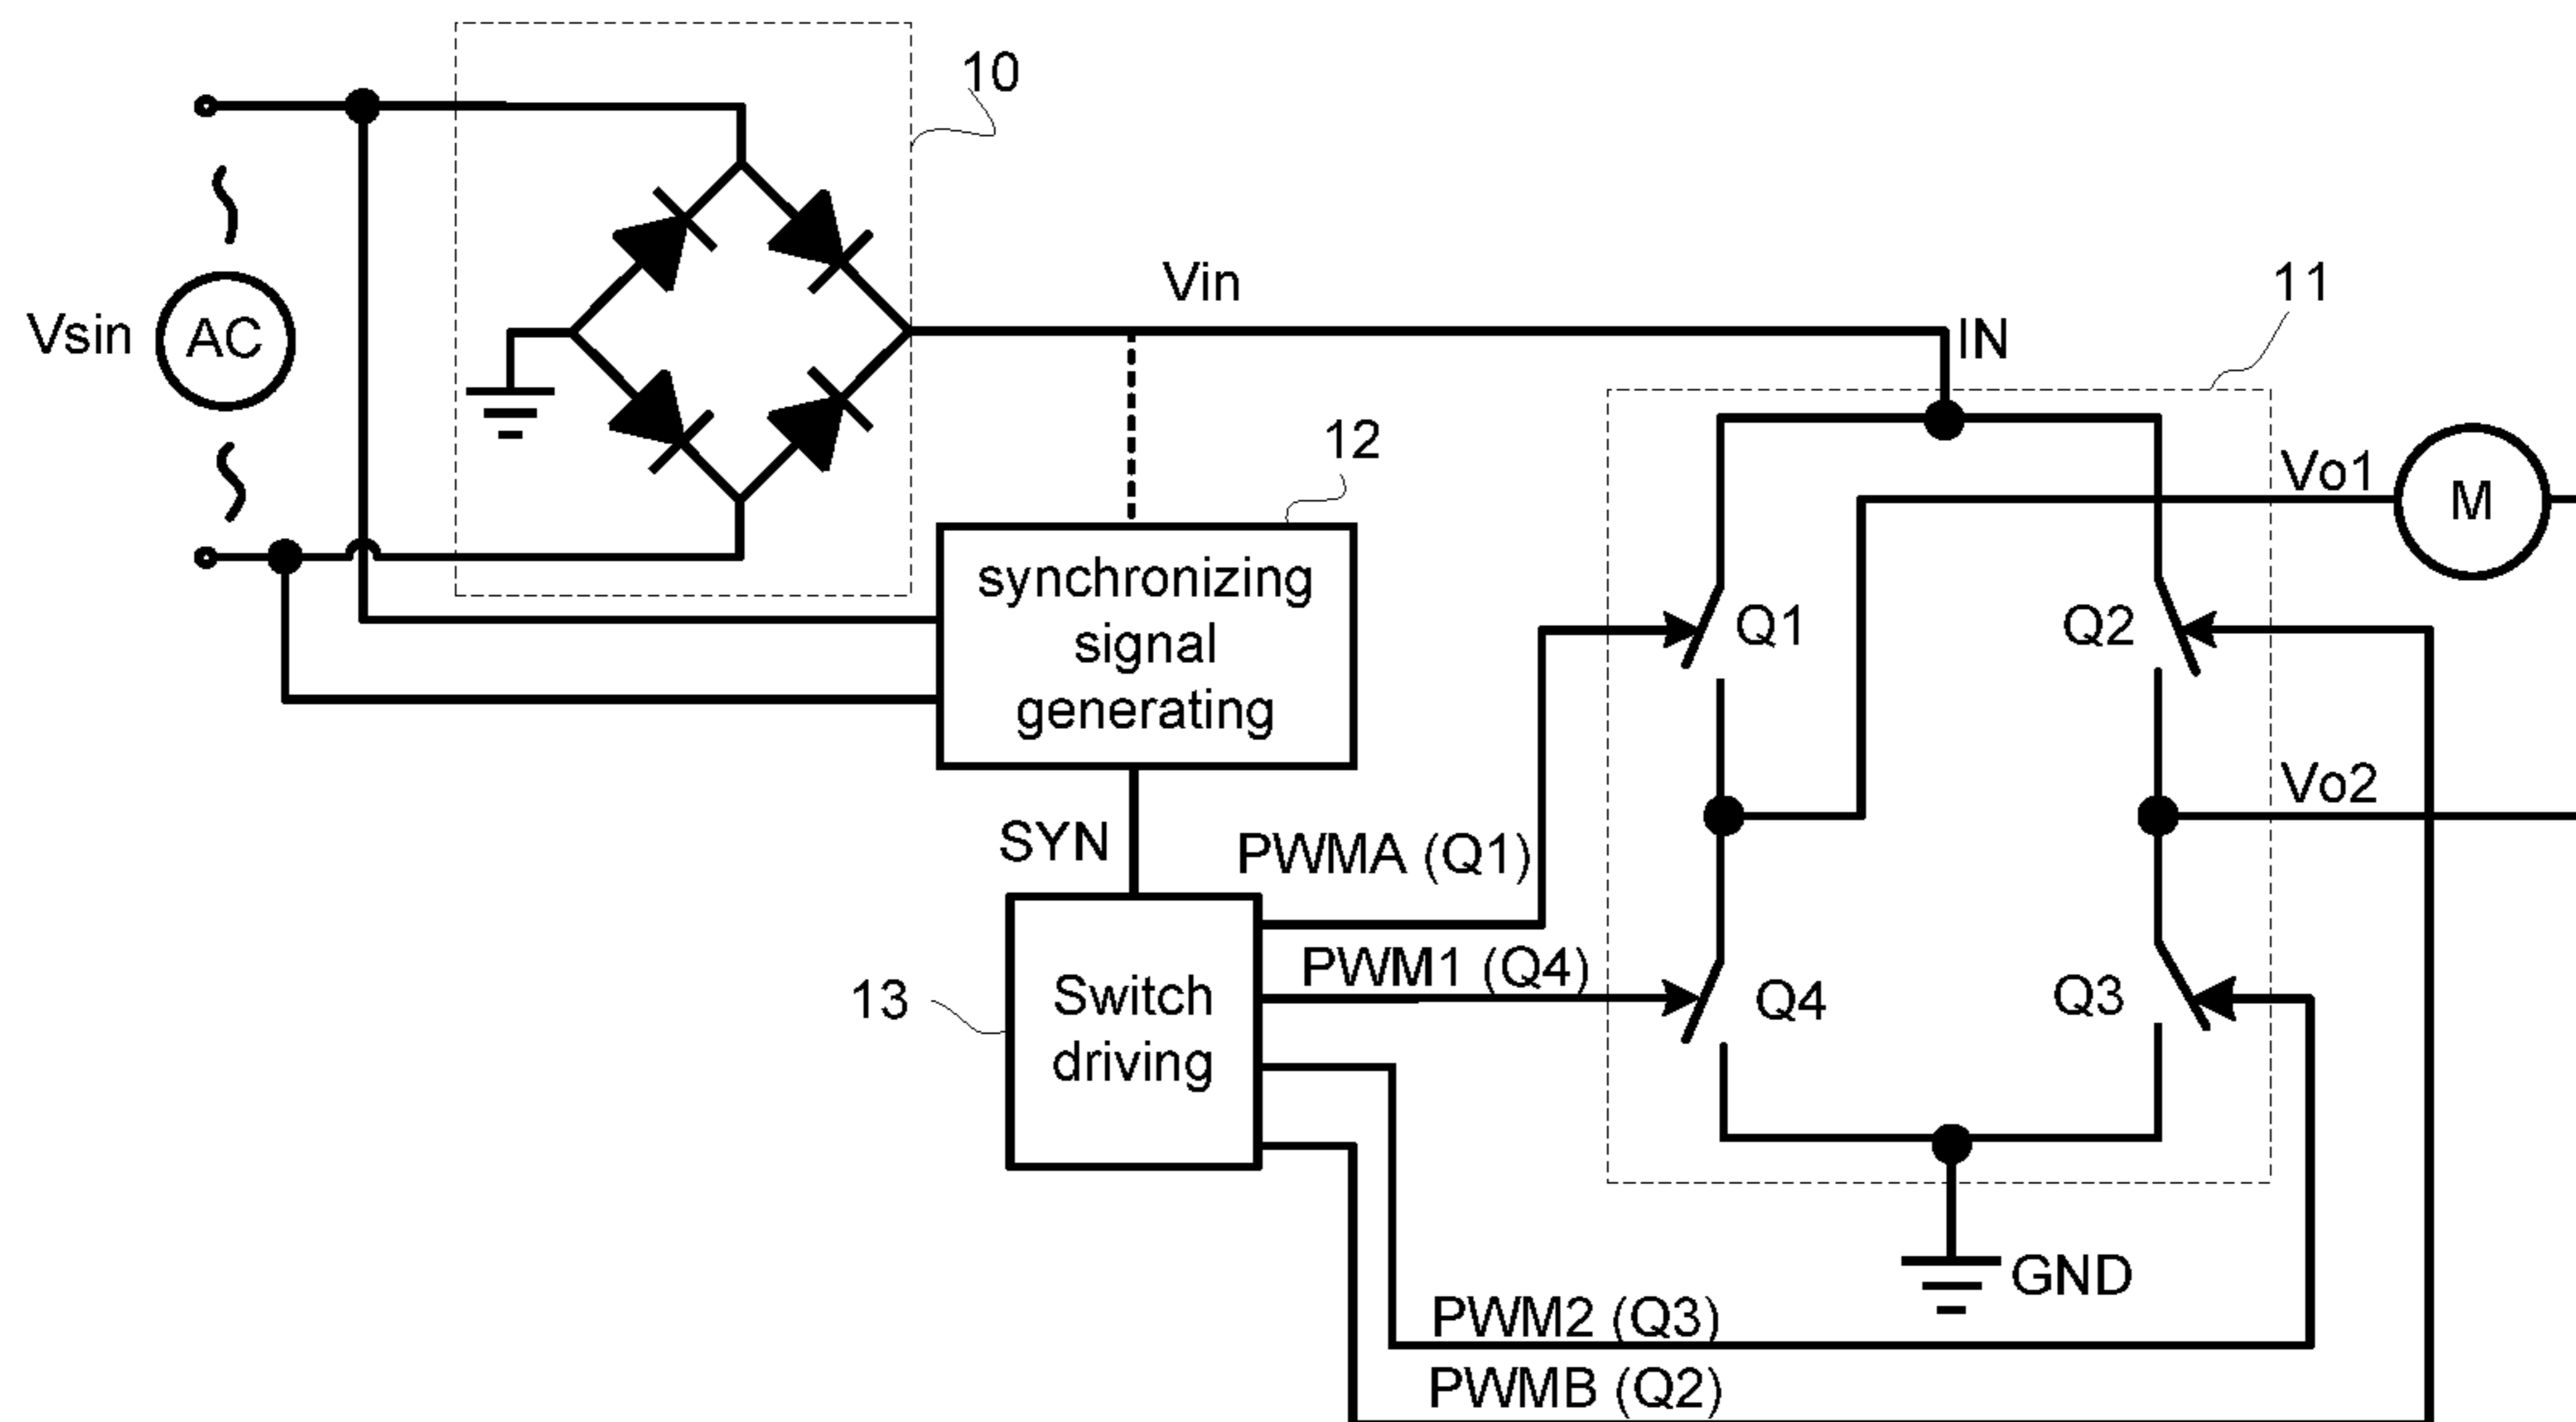 10
Vsin
AC
Vin
IN
11
12
Vo1
M
synchronizing
signal
generating
Q1
Q2
Vo2
SYN
PWMA (Q1)
PWM1 (Q4)
13
Switch
driving
Q4
Q3
GND
PWM2 (Q3)
PWMB (Q2)